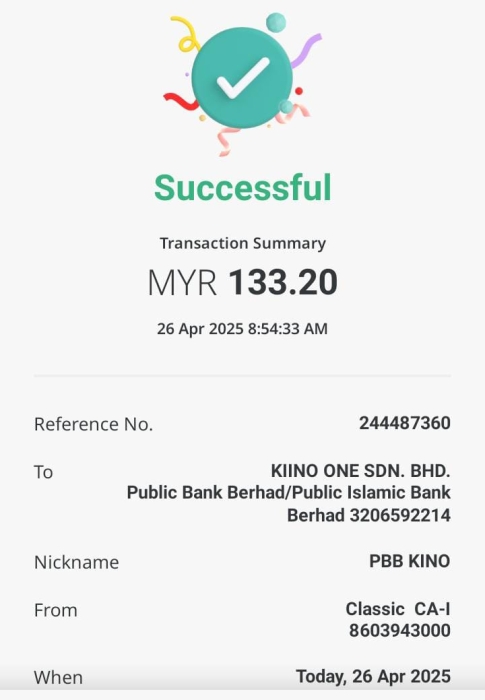 Successful
Transaction Summary
MYR 133.20
26 Apr 2025 8:54:33 AM
Reference No. 244487360
To KIINO ONE SDN. BHD.
Public Bank Berhad/Public Islamic Bank
Berhad 3206592214
Nickname PBB KINO
From Classic CA-I
8603943000
When Today, 26 Apr 2025